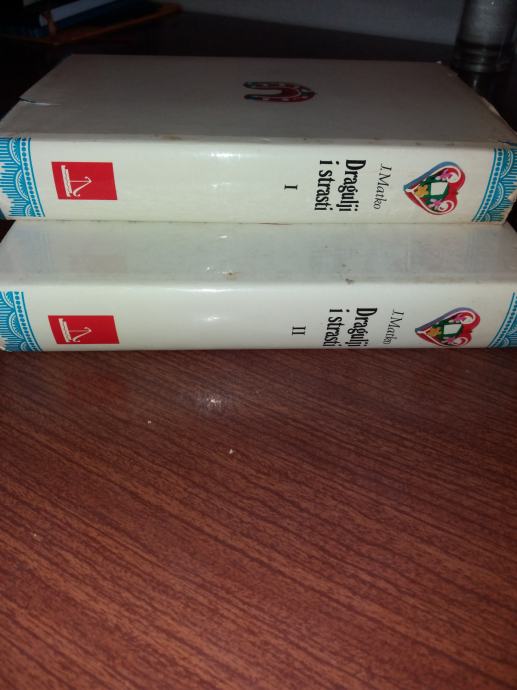 J. Matko
Dragulji
i strasti
I
J. Matko
Dragulji
i strasti
II